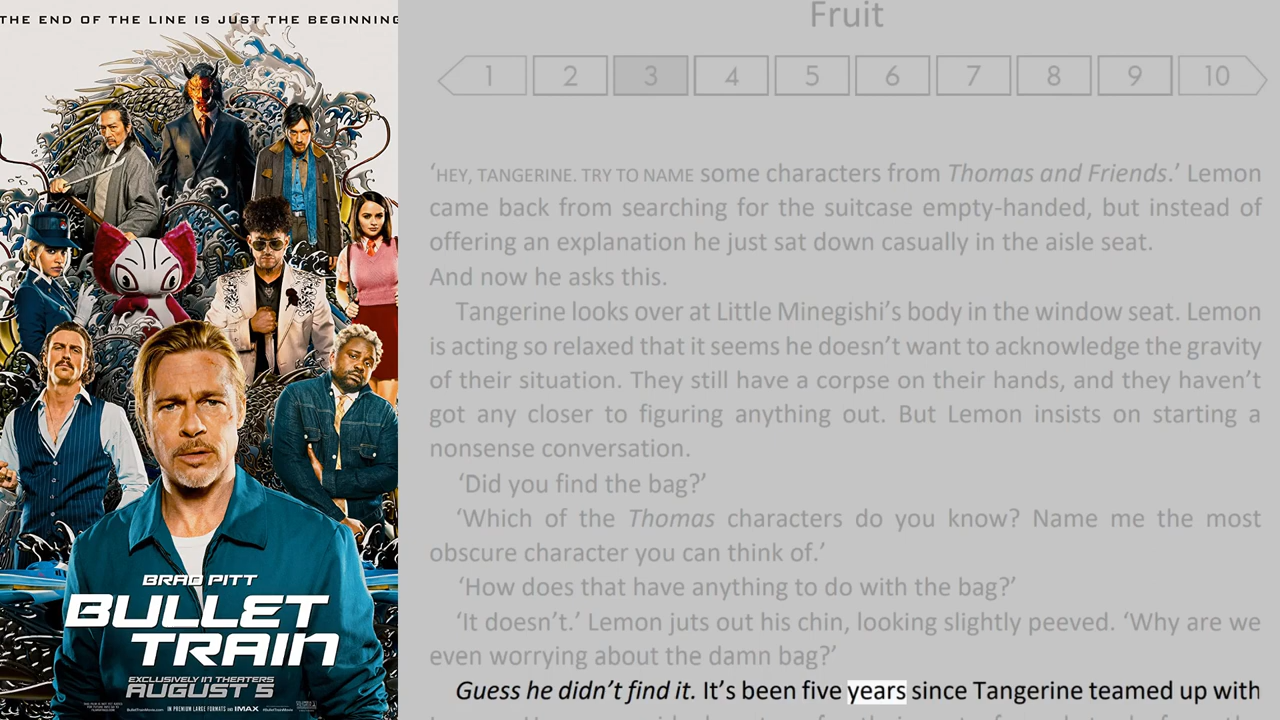 THE END OF THE LINE IS JUST THE BEGINNING
BRAD PITT
BULLET
TRAIN
EXCLUSIVELY IN THEATERS
AUGUST 5
IN PREMIUM LARGE FORMATS AND IMAX
Fruit
1 2 3 4 5 6 7 8 9 10
‘HEY, TANGERINE. TRY TO NAME some characters from Thomas and Friends.’ Lemon
came back from searching for the suitcase empty-handed, but instead of
offering an explanation he just sat down casually in the aisle seat.
And now he asks this.
Tangerine looks over at Little Minegishi’s body in the window seat. Lemon
is acting so relaxed that it seems he doesn’t want to acknowledge the gravity
of their situation. They still have a corpse on their hands, and they haven’t
got any closer to figuring anything out. But Lemon insists on starting a
nonsense conversation.
‘Did you find the bag?’
‘Which of the Thomas characters do you know? Name me the most
obscure character you can think of.’
‘How does that have anything to do with the bag?’
‘It doesn’t.’ Lemon juts out his chin, looking slightly peeved. ‘Why are we
even worrying about the damn bag?’
Guess he didn’t find it. It’s been five years since Tangerine teamed up with